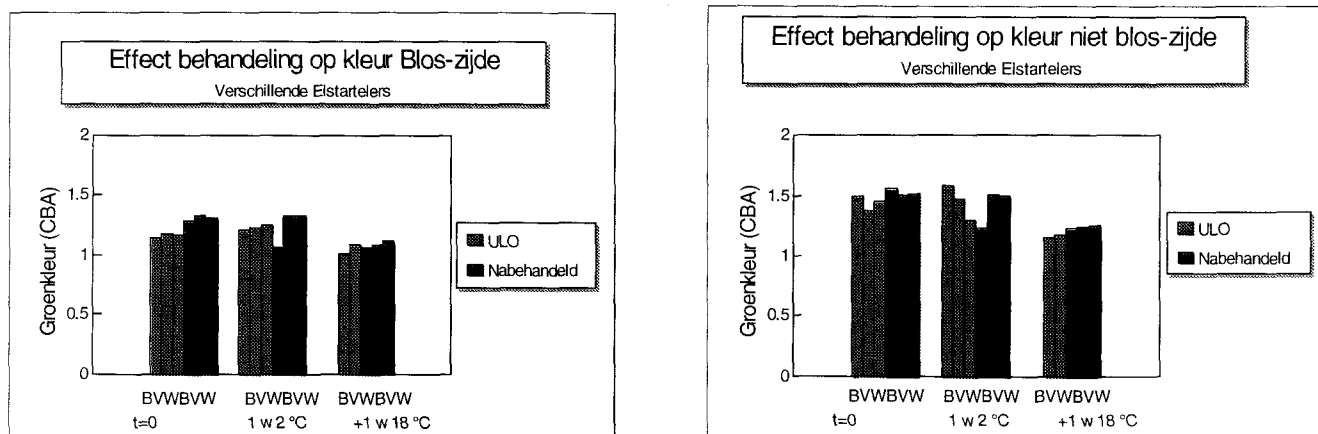 Effect behandeling op kleur Blos-zijde
Verschillende Elstartelers
2
1.5
1
0.5
0
Groenkleur (CBA)
BVWBVW BVWBVW BVWBVW
t=0 1 w 2 °C +1 w 18 °C
ULO
Nabehandeld
Effect behandeling op kleur niet blos-zijde
Verschillende Elstartelers
2
1.5
1
0.5
0
Groenkleur (CBA)
BVWBVW BVWBVW BVWBVW
t=0 1 w 2 °C +1 w 18 °C
ULO
Nabehandeld